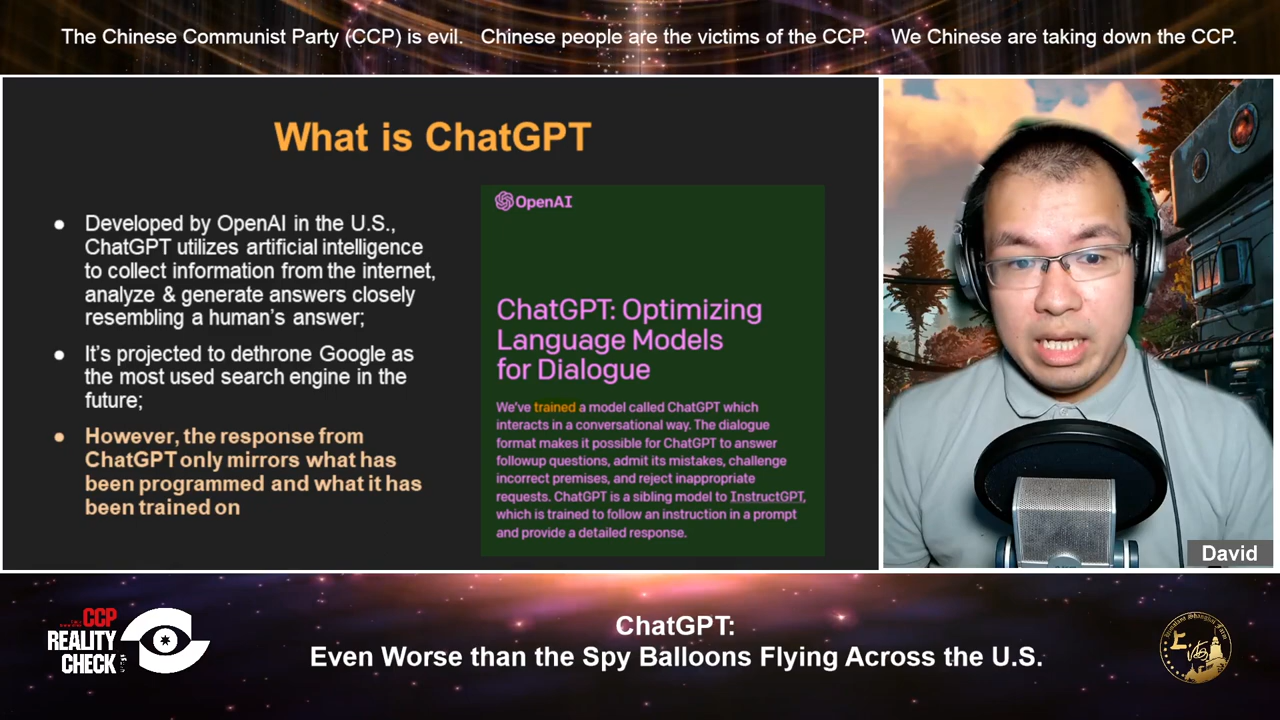 The Chinese Communist Party (CCP) is evil. Chinese people are the victims of the CCP. We Chinese are taking down the CCP.
What is ChatGPT
Developed by OpenAI in the U.S.,
ChatGPT utilizes artificial intelligence
to collect information from the internet,
analyze & generate answers closely
resembling a human's answer;
It's projected to dethrone Google as
the most used search engine in the
future;
However, the response from
ChatGPT only mirrors what has
been programmed and what it has
been trained on
OpenAI
ChatGPT: Optimizing
Language Models
for Dialogue
We've trained a model called ChatGPT which
interacts in a conversational way. The dialogue
format makes it possible for ChatGPT to answer
followup questions, admit its mistakes, challenge
incorrect premises, and reject inappropriate
requests. ChatGPT is a sibling model to InstructGPT,
which is trained to follow an instruction in a prompt
and provide a detailed response.
David
CCP
REALITY
CHECK
ChatGPT:
Even Worse than the Spy Balloons Flying Across the U.S.